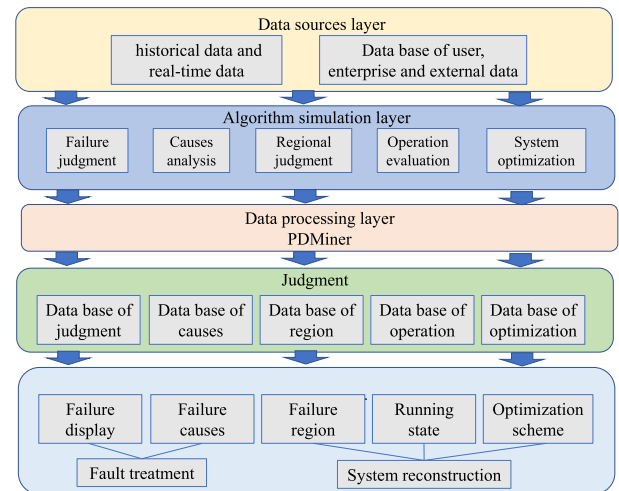 Data sources layer
historical data and
real-time data
Data base of user,
enterprise and external data
Algorithm simulation layer
Failure
judgment
Causes
analysis
Regional
judgment
Operation
evaluation
System
optimization
Data processing layer
PDMiner
Judgment
Data base of
judgment
Data base of
causes
Data base of
region
Data base of
operation
Data base of
optimization
Failure
display
Failure
causes
Failure
region
Running
state
Optimization
scheme
Fault treatment
System reconstruction